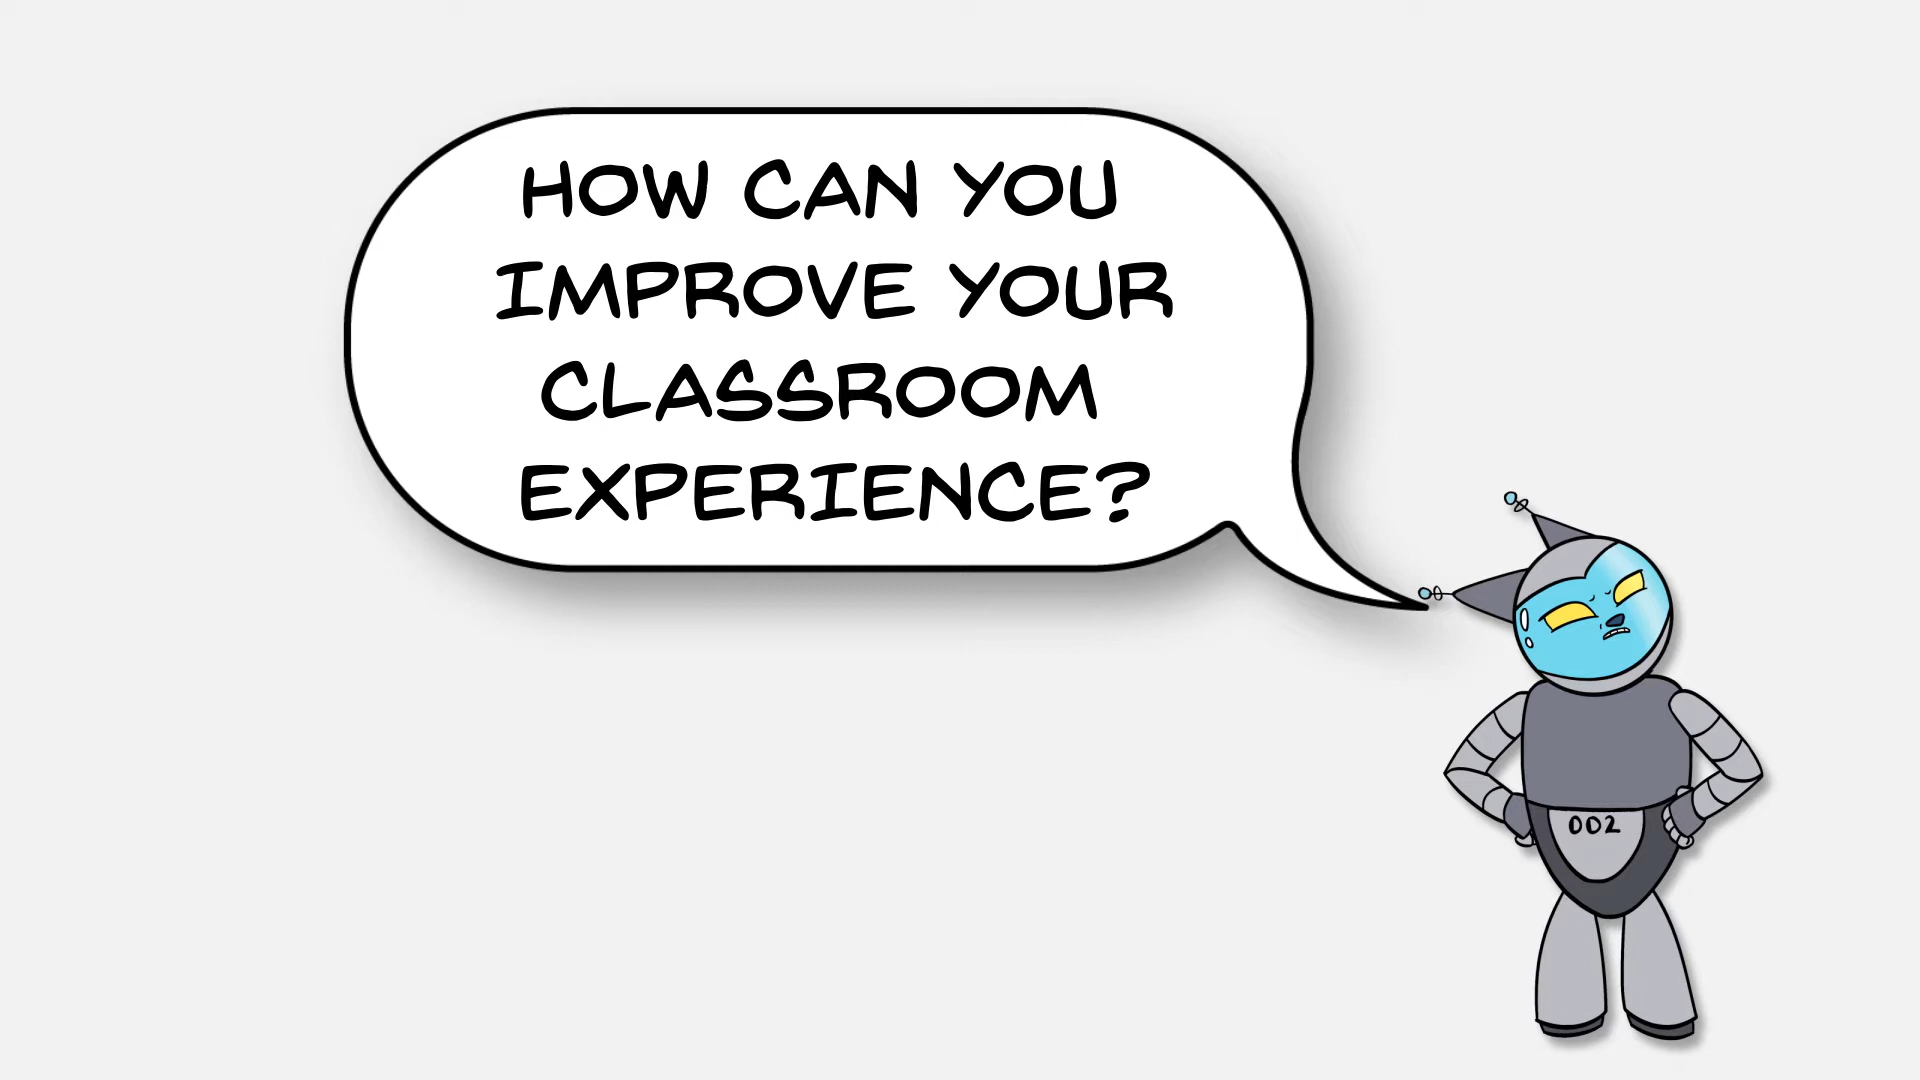 HOW CAN YOU
IMPROVE YOUR
CLASSROOM
EXPERIENCE?
002